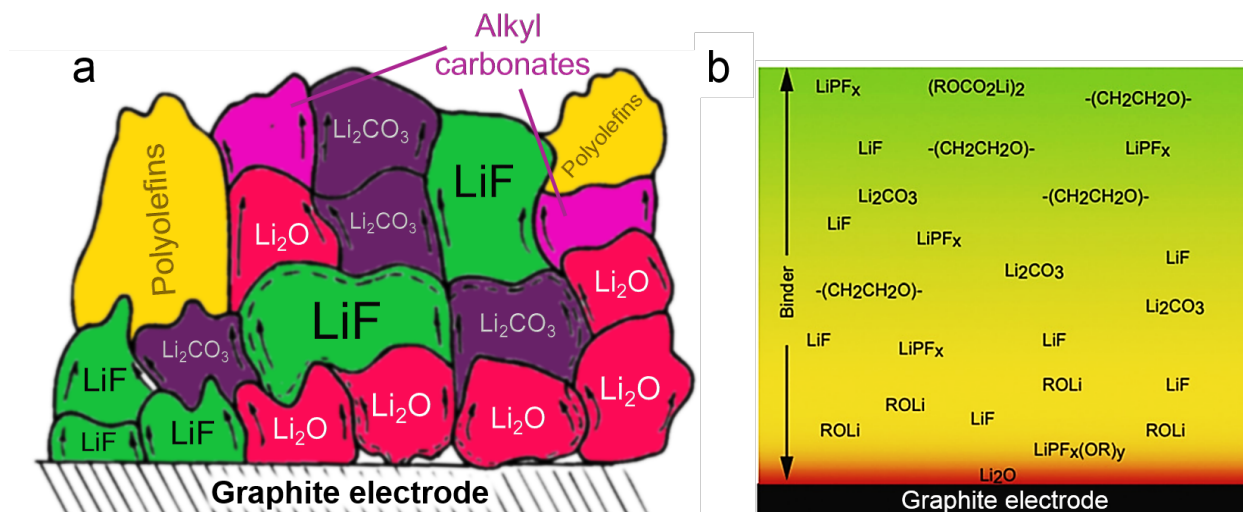 a
Alkyl
carbonates
Polyolefins
Li₂CO₃
LiF
Polyolefins
Li₂O
Li₂CO₃
LiF
Li₂CO₃
Li₂O
LiF
Li₂CO₃
LiF
LiF
Li₂O
Li₂O
Li₂O
Li₂O
LiF
Graphite electrode
b
Binder
LiPFx
(ROCO₂Li)₂
-(CH₂CH₂O)-
LiF
-(CH₂CH₂O)-
LiPFx
Li₂CO₃
-(CH₂CH₂O)-
LiF
LiPFx
Li₂CO₃
LiF
-(CH₂CH₂O)-
Li₂CO₃
LiF
LiPFx
LiF
ROLi
LiF
ROLi
LiF
ROLi
ROLi
LiPFx(OR)y
Li₂O
Graphite electrode